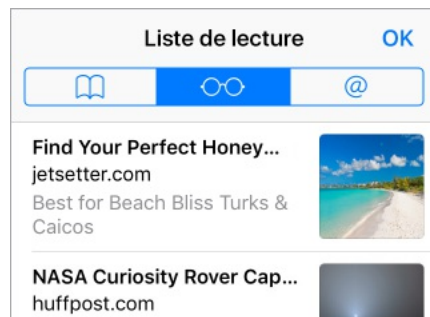 Liste de lecture OK
@
Find Your Perfect Honey...
jetsetter.com
Best for Beach Bliss Turks &
Caicos
NASA Curiosity Rover Cap...
huffpost.com